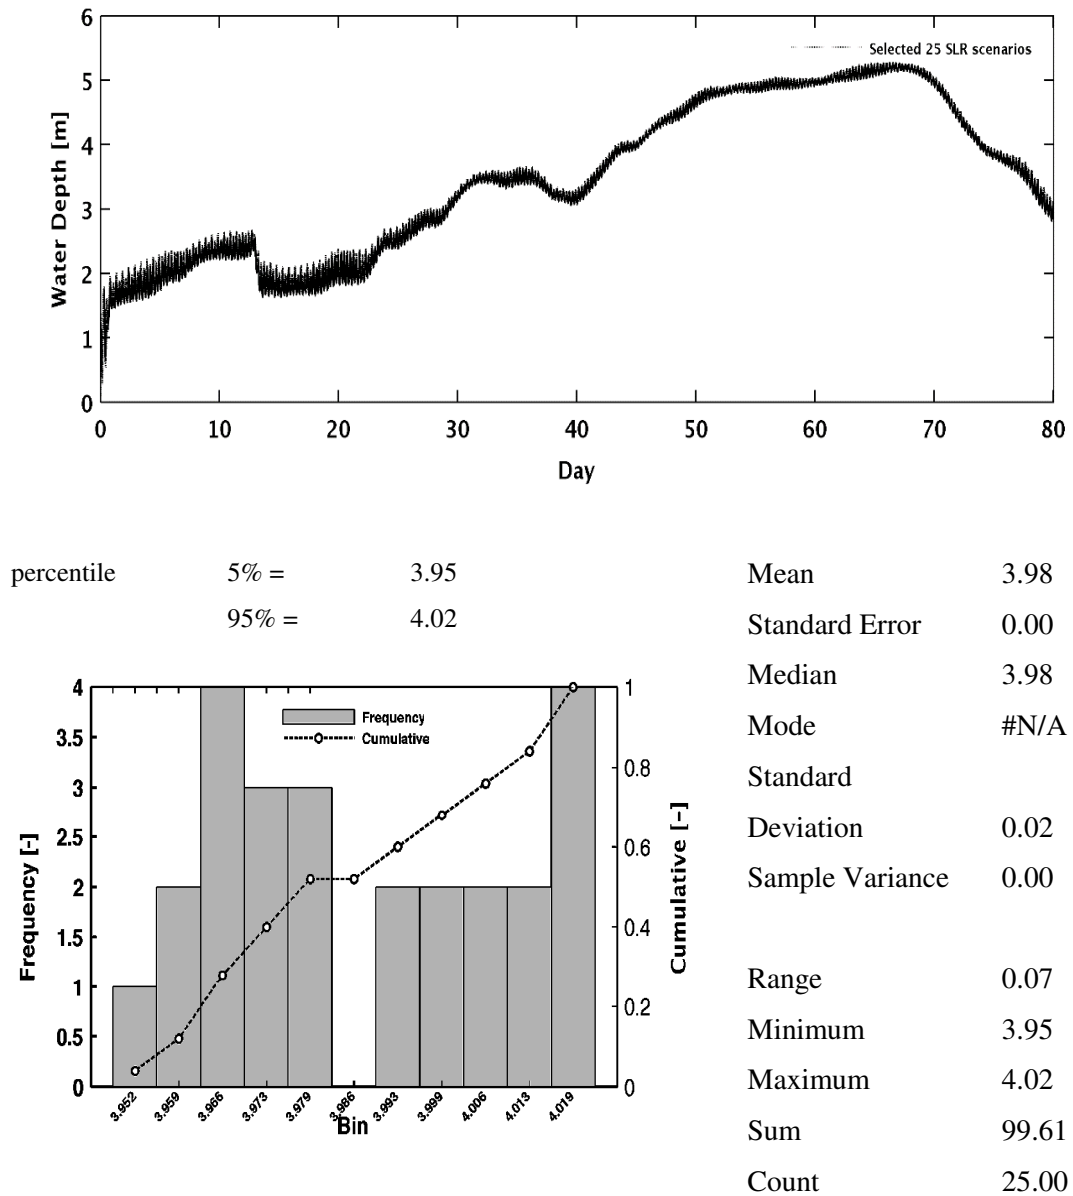 6
5
4
3
2
1
0
Water Depth [m]
Selected 25 SLR scenarios
0 10 20 30 40 50 60 70 80
Day
percentile 5% = 3.95
95% = 4.02
Mean 3.98
Standard Error 0.00
Median 3.98
Mode #N/A
Standard
Deviation 0.02
Sample Variance 0.00
Range 0.07
Minimum 3.95
Maximum 4.02
Sum 99.61
Count 25.00
4
3.5
3
2.5
2
1.5
1
0.5
0
Frequency [-]
Frequency
Cumulative
1
0.8
0.6
0.4
0.2
0
Cumulative [-]
3.952 3.959 3.966 3.973 3.979 3.986 3.993 3.999 4.006 4.013 4.019
Bin